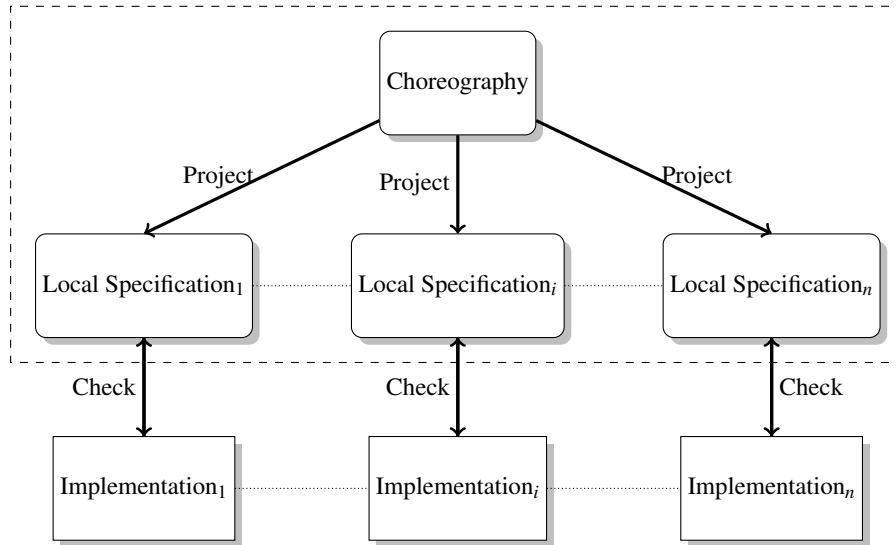 Choreography
Project Project Project
Local Specification₁ Local Specificationᵢ Local Specificationₙ
Check Check Check
Implementation₁ Implementationᵢ Implementationₙ